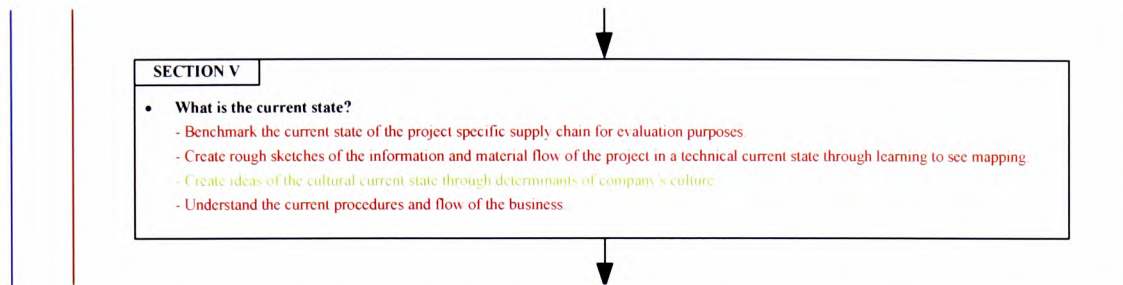 SECTION V
• What is the current state?
- Benchmark the current state of the project specific supply chain for evaluation purposes.
- Create rough sketches of the information and material flow of the project in a technical current state through learning to see mapping.
- Create ideas of the cultural current state through determinants of company's culture.
- Understand the current procedures and flow of the business.